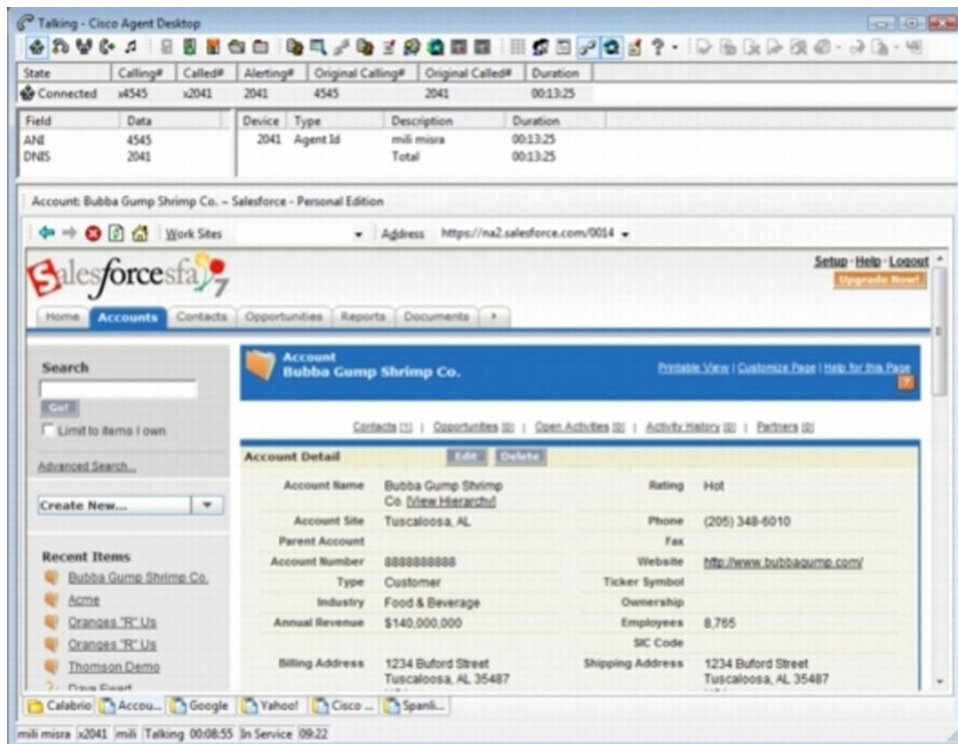 Talking - Cisco Agent Desktop
State Calling# Called# Alerting# Original Calling# Original Called# Duration
Connected x4545 x2041 2041 4545 2041 00:13:25
Field Data Device Type Description Duration
ANI 4545 2041 Agent Id mili misra 00:13:25
DNIS 2041 Total 00:13:25
Account: Bubba Gump Shrimp Co. ~ Salesforce - Personal Edition
Work Sites Address https://na2.salesforce.com/0014
Setup · Help · Logout
salesforce sfa 7
Upgrade Now!
Home Accounts Contacts Opportunities Reports Documents
Search
Go!
Limit to items I own
Advanced Search...
Create New...
Recent Items
Bubba Gump Shrimp Co.
Acme
Oranges "R" Us
Oranges "R" Us
Thomson Demo
Dave Ewart
Account
Bubba Gump Shrimp Co.
Printable View | Customize Page | Help for this Page
?
Contacts [1] | Opportunities [0] | Open Activities [0] | Activity History [0] | Partners [0]
Account Detail Edit Delete
Account Name Bubba Gump Shrimp Co. [View Hierarchy] Rating Hot
Account Site Tuscaloosa, AL Phone (205) 348-6010
Parent Account Fax
Account Number 8888888888 Website http://www.bubbagump.com/
Type Customer Ticker Symbol
Industry Food & Beverage Ownership
Annual Revenue $140,000,000 Employees 8,765
SIC Code
Billing Address 1234 Buford Street Shipping Address 1234 Buford Street
Tuscaloosa, AL 35487 Tuscaloosa, AL 35487
Calabrio Accou... Google Yahoo! Cisco ... Spanli...
mili misra x2041 mili Talking 00:08:55 In Service 09:22